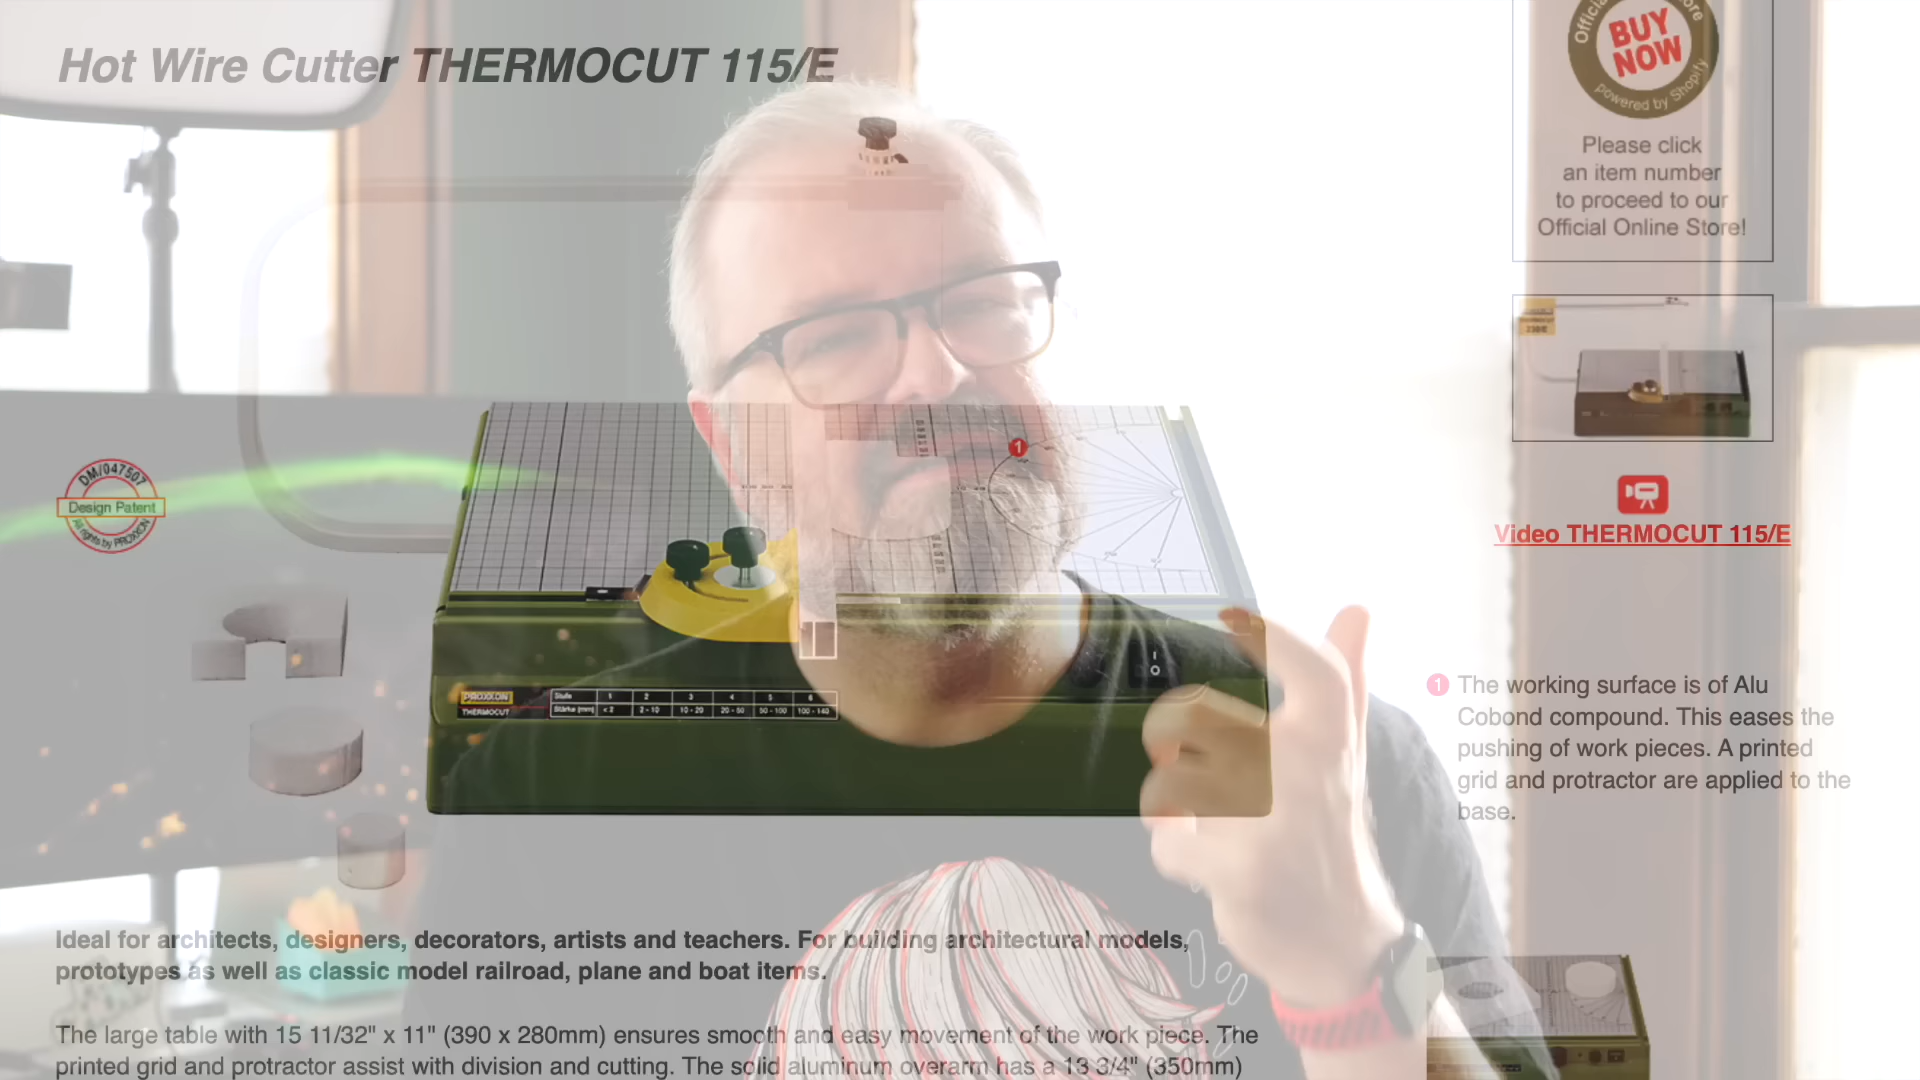 Hot Wire Cutter THERMOCUT 115/E
Official
ore
BUY
NOW
powered by Shopify
Please click
an item number
to proceed to our
Official Online Store!
DM/047507
Design Patent
All rights by PROXXON
Video THERMOCUT 115/E
1
1 The working surface is of Alu
Cobond compound. This eases the
pushing of work pieces. A printed
grid and protractor are applied to the
base.
PROXXON
THERMOCUT
Stufe 1 2 3 4 5 6
Stärke [mm] < 2 2 - 10 10 - 20 20 - 50 50 - 100 100 - 140
I
O
Ideal for architects, designers, decorators, artists and teachers. For building architectural models,
prototypes as well as classic model railroad, plane and boat items.
The large table with 15 11/32" x 11" (390 x 280mm) ensures smooth and easy movement of the work piece. The
printed grid and protractor assist with division and cutting. The solid aluminum overarm has a 13 3/4" (350mm)